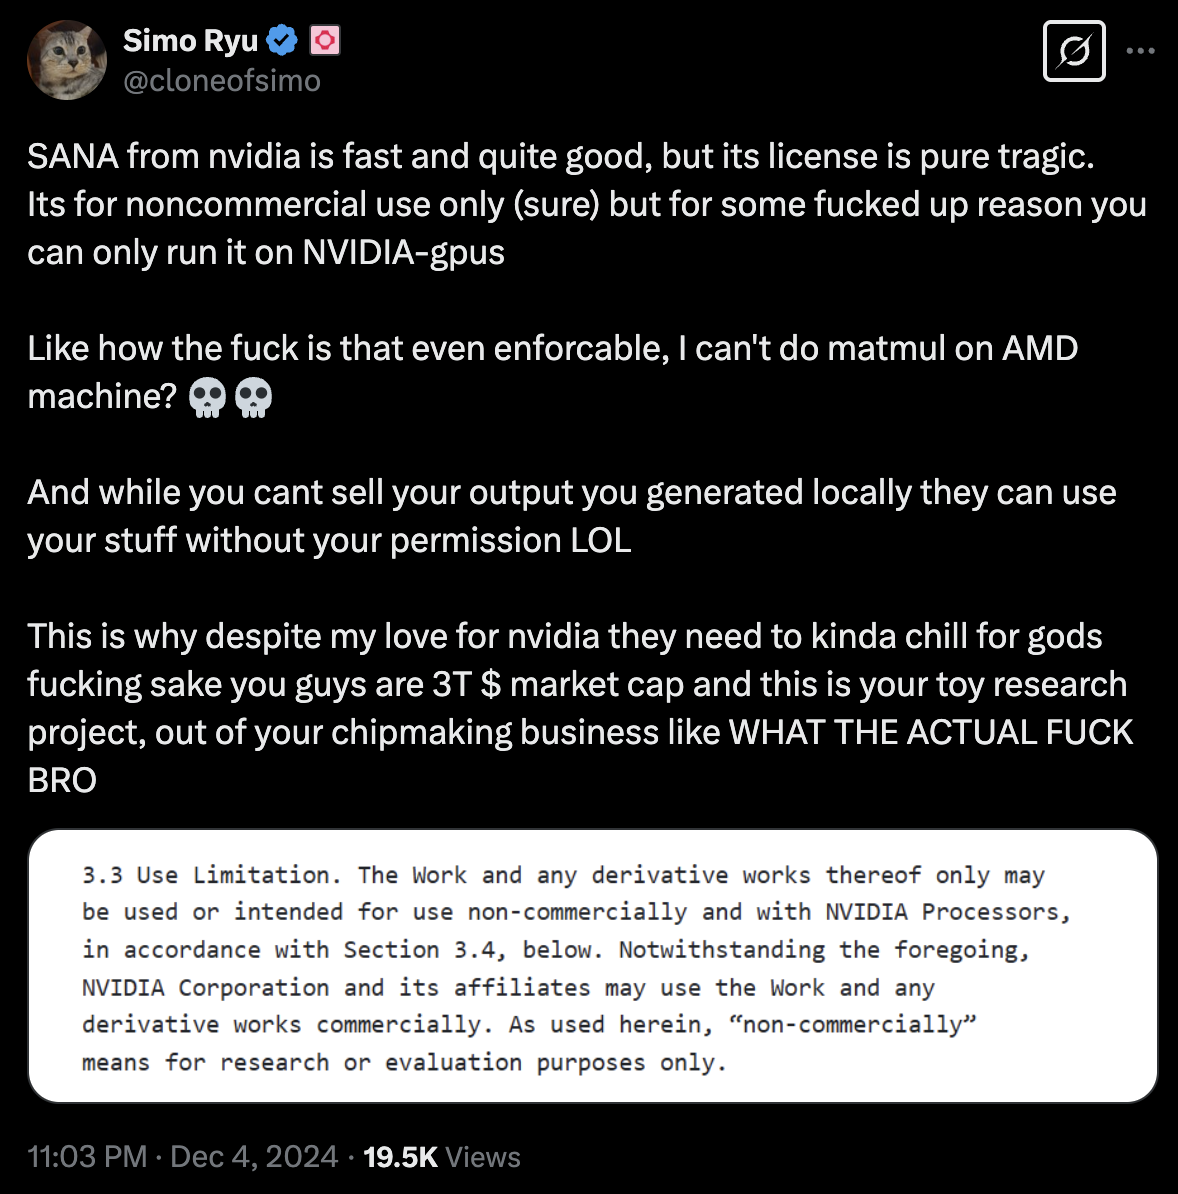 Simo Ryu
@cloneofsimo
SANA from nvidia is fast and quite good, but its license is pure tragic.
Its for noncommercial use only (sure) but for some fucked up reason you
can only run it on NVIDIA-gpus
Like how the fuck is that even enforcable, I can't do matmul on AMD
machine? 💀💀
And while you cant sell your output you generated locally they can use
your stuff without your permission LOL
This is why despite my love for nvidia they need to kinda chill for gods
fucking sake you guys are 3T $ market cap and this is your toy research
project, out of your chipmaking business like WHAT THE ACTUAL FUCK
BRO
3.3 Use Limitation. The Work and any derivative works thereof only may
be used or intended for use non-commercially and with NVIDIA Processors,
in accordance with Section 3.4, below. Notwithstanding the foregoing,
NVIDIA Corporation and its affiliates may use the Work and any
derivative works commercially. As used herein, “non-commercially”
means for research or evaluation purposes only.
11:03 PM · Dec 4, 2024 · 19.5K Views